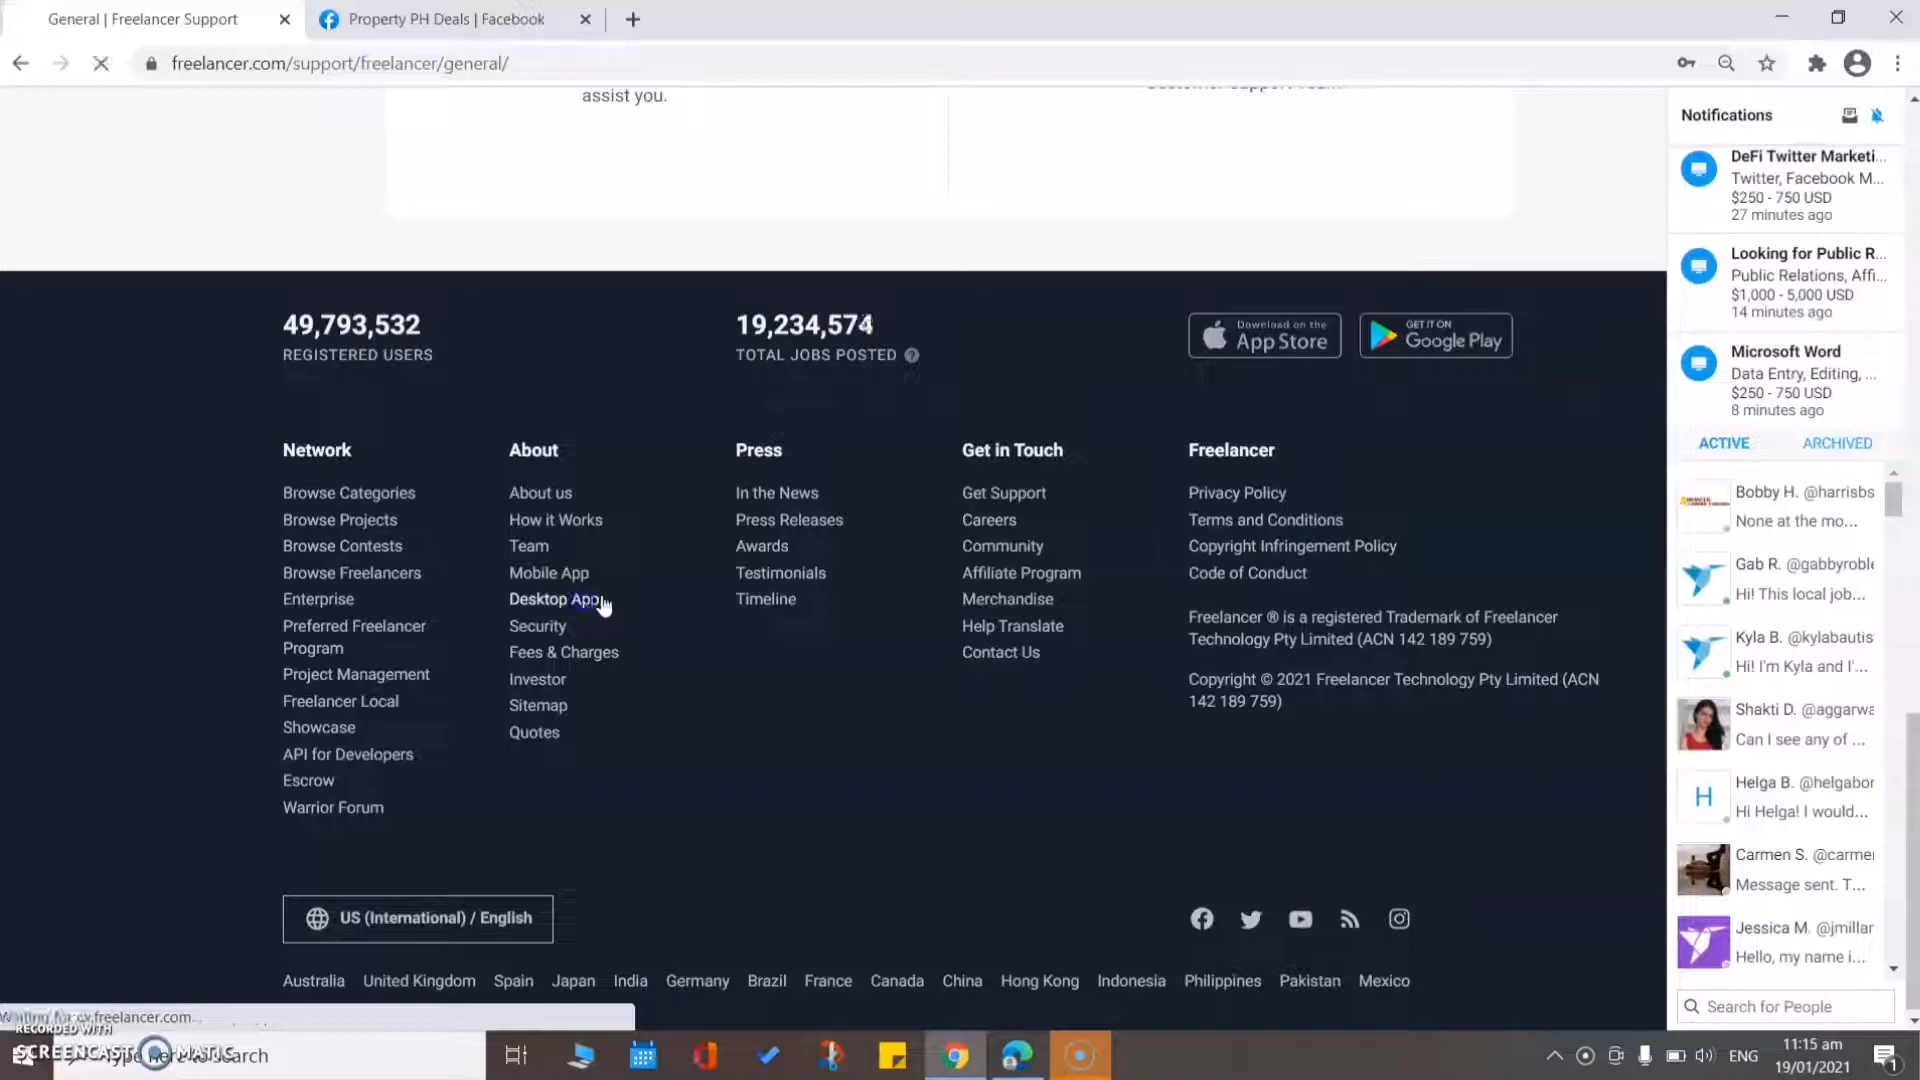 General | Freelancer Support
Property PH Deals | Facebook
freelancer.com/support/freelancer/general/
assist you.
Notifications
DeFi Twitter Marketi...
Twitter, Facebook M...
$250 - 750 USD
27 minutes ago
Looking for Public R...
Public Relations, Affi...
$1,000 - 5,000 USD
14 minutes ago
Microsoft Word
Data Entry, Editing, ...
$250 - 750 USD
8 minutes ago
ACTIVE ARCHIVED
Bobby H. @harrisbs
None at the mo...
Gab R. @gabbyroble
Hi! This local job...
Kyla B. @kylabautis
Hi! I'm Kyla and I'...
Shakti D. @aggarwa
Can I see any of ...
H
Helga B. @helgabor
Hi Helga! I would...
Carmen S. @carmen
Message sent. T...
Jessica M. @jmillar
Hello, my name i...
Search for People
49,793,532
REGISTERED USERS
19,234,574
TOTAL JOBS POSTED
Download on the
App Store
GET IT ON
Google Play
Network
Browse Categories
Browse Projects
Browse Contests
Browse Freelancers
Enterprise
Preferred Freelancer
Program
Project Management
Freelancer Local
Showcase
API for Developers
Escrow
Warrior Forum
About
About us
How it Works
Team
Mobile App
Desktop App
Security
Fees & Charges
Investor
Sitemap
Quotes
Press
In the News
Press Releases
Awards
Testimonials
Timeline
Get in Touch
Get Support
Careers
Community
Affiliate Program
Merchandise
Help Translate
Contact Us
Freelancer
Privacy Policy
Terms and Conditions
Copyright Infringement Policy
Code of Conduct
Freelancer ® is a registered Trademark of Freelancer
Technology Pty Limited (ACN 142 189 759)
Copyright © 2021 Freelancer Technology Pty Limited (ACN
142 189 759)
US (International) / English
Australia United Kingdom Spain Japan India Germany Brazil France Canada China Hong Kong Indonesia Philippines Pakistan Mexico
RECORDED WITH
SCREENCAST MATIC
to search
ENG
11:15 am
19/01/2021
1